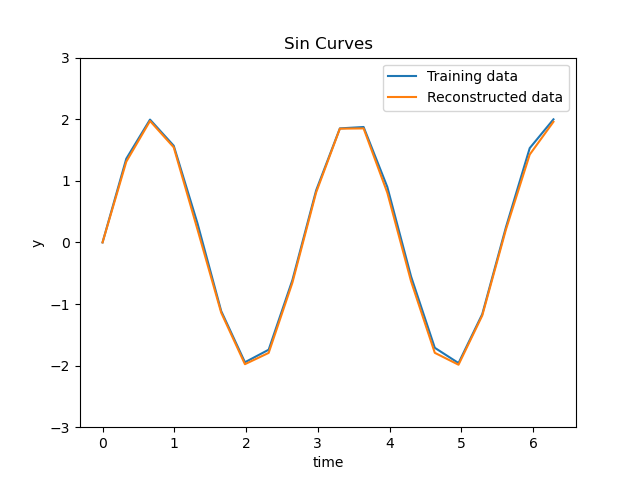 Sin Curves
Training data
Reconstructed data
3
2
1
0
−1
−2
−3
y
0 1 2 3 4 5 6
time